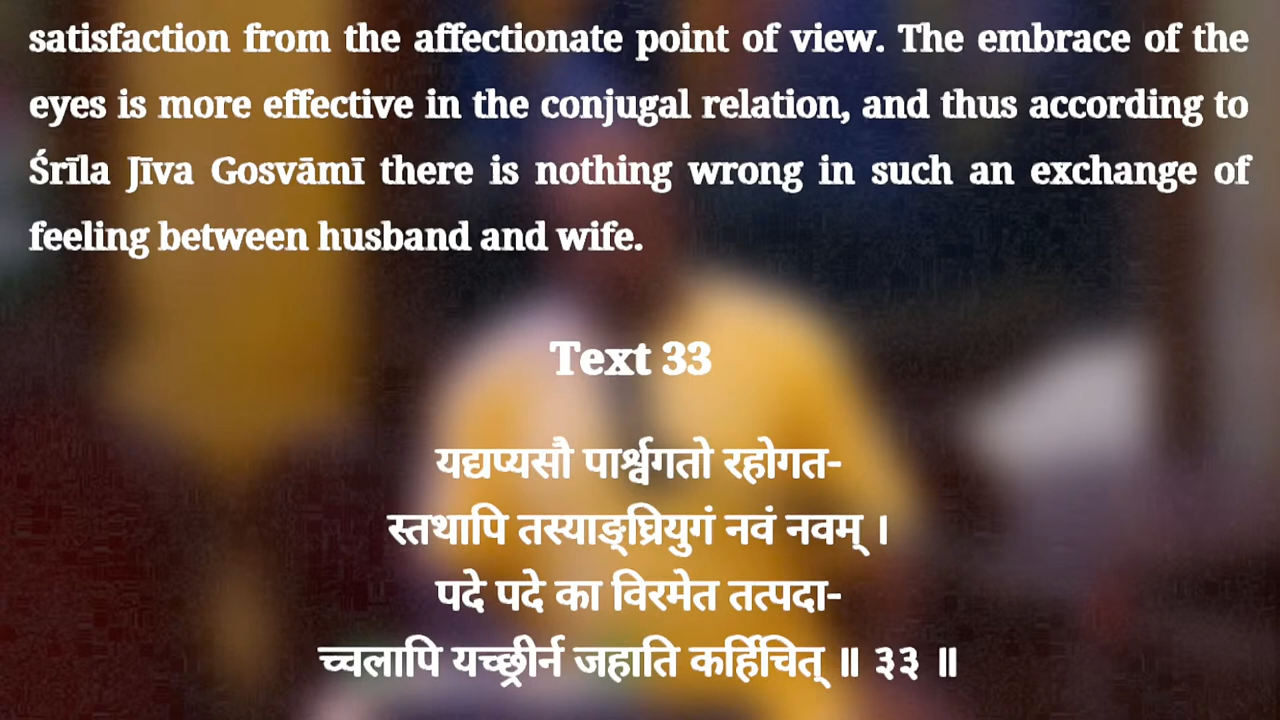 satisfaction from the affectionate point of view. The embrace of the
eyes is more effective in the conjugal relation, and thus according to
Śrīla Jīva Gosvāmī there is nothing wrong in such an exchange of
feeling between husband and wife.
Text 33
यद्यप्यसौ पार्श्वगतो रहोगत-
स्तथापि तस्याङ्‍घ्रियुगं नवं नवम् ।
पदे पदे का विरमेत तत्पदा-
च्चलापि यच्छ्रीर्न जहाति कर्हिचित् ॥ ३३ ॥